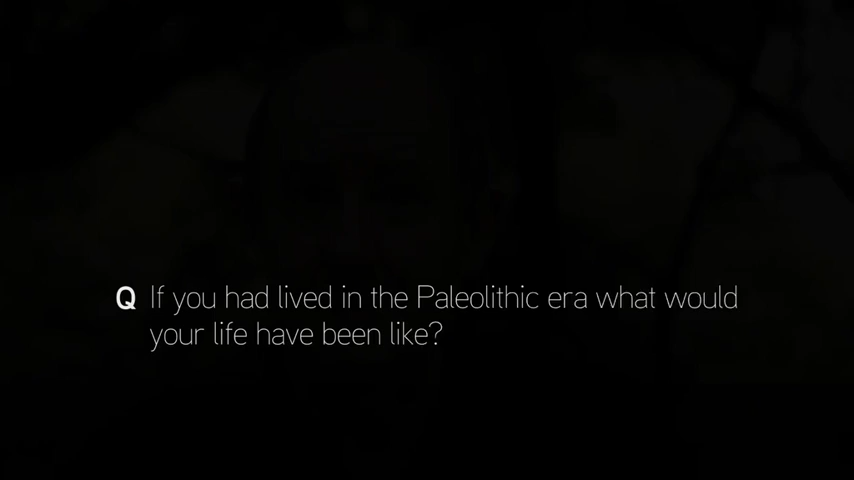 Q If you had lived in the Paleolithic era what would
your life have been like?